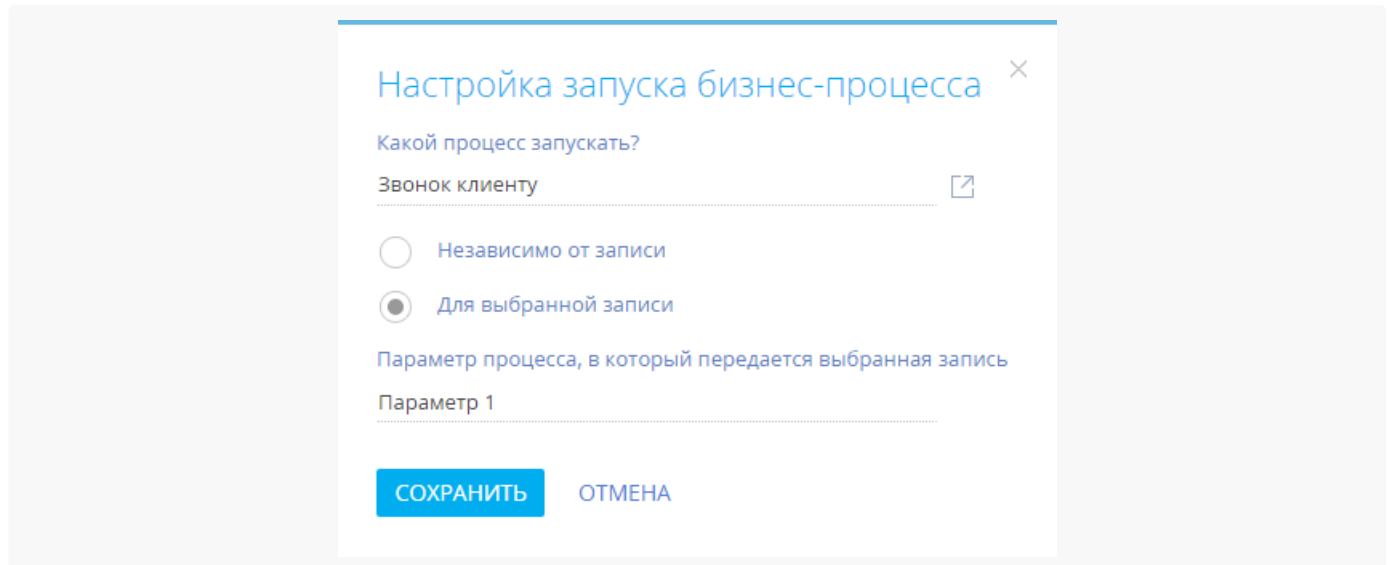 Настройка запуска бизнес-процесса
Какой процесс запускать?
Звонок клиенту
Независимо от записи
Для выбранной записи
Параметр процесса, в который передается выбранная запись
Параметр 1
СОХРАНИТЬ ОТМЕНА